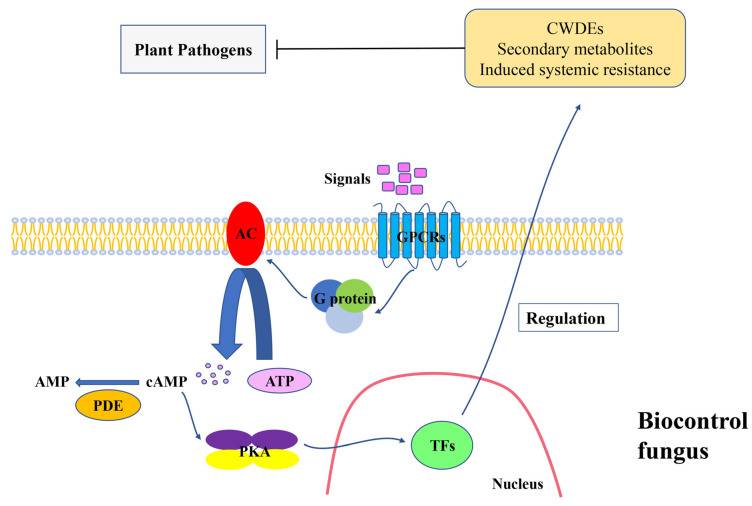 CWDEs
Secondary metabolites
Induced systemic resistance
Plant Pathogens
Signals
AC
GPCRs
G protein
Regulation
AMP
cAMP
ATP
PDE
PKA
TFs
Biocontrol
fungus
Nucleus